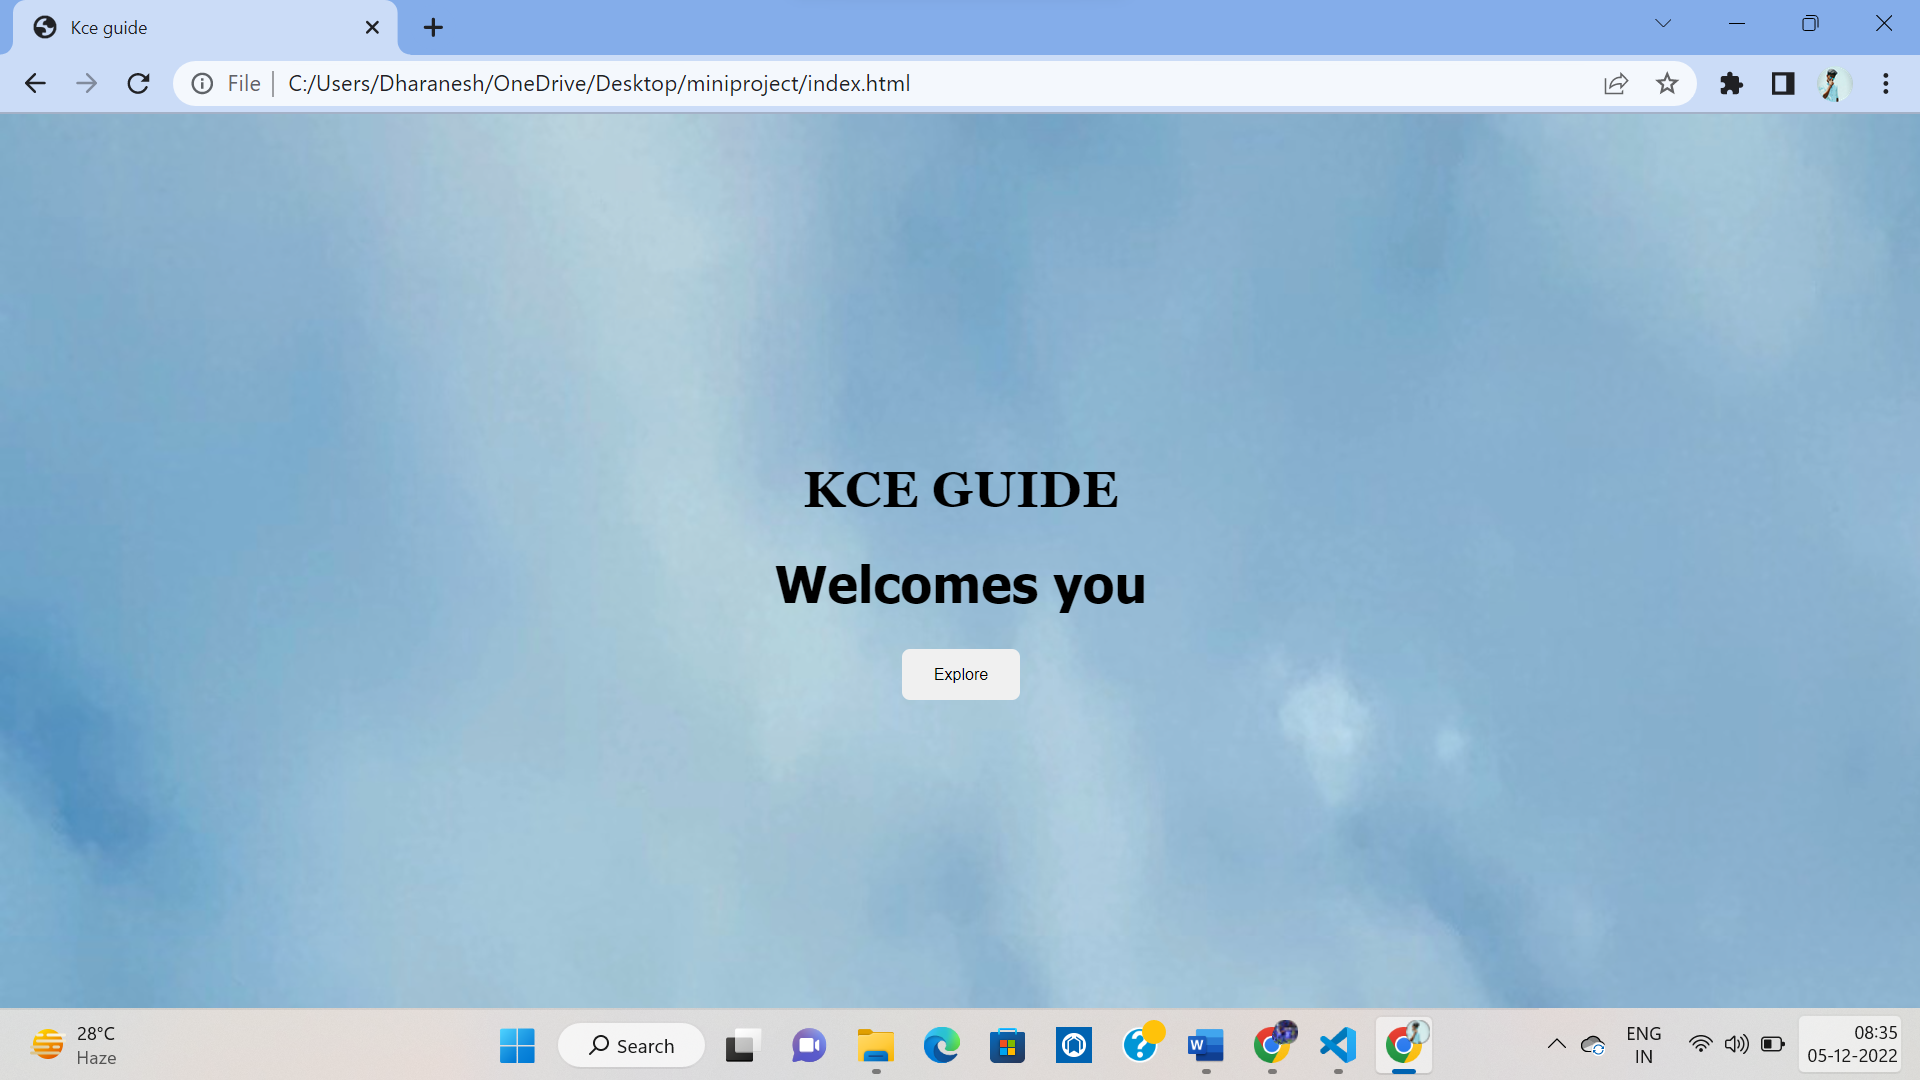 Kce guide
File
C:/Users/Dharanesh/OneDrive/Desktop/miniproject/index.html
KCE GUIDE
Welcomes you
Explore
28°C
Haze
Search
W
ENG
IN
08:35
05-12-2022